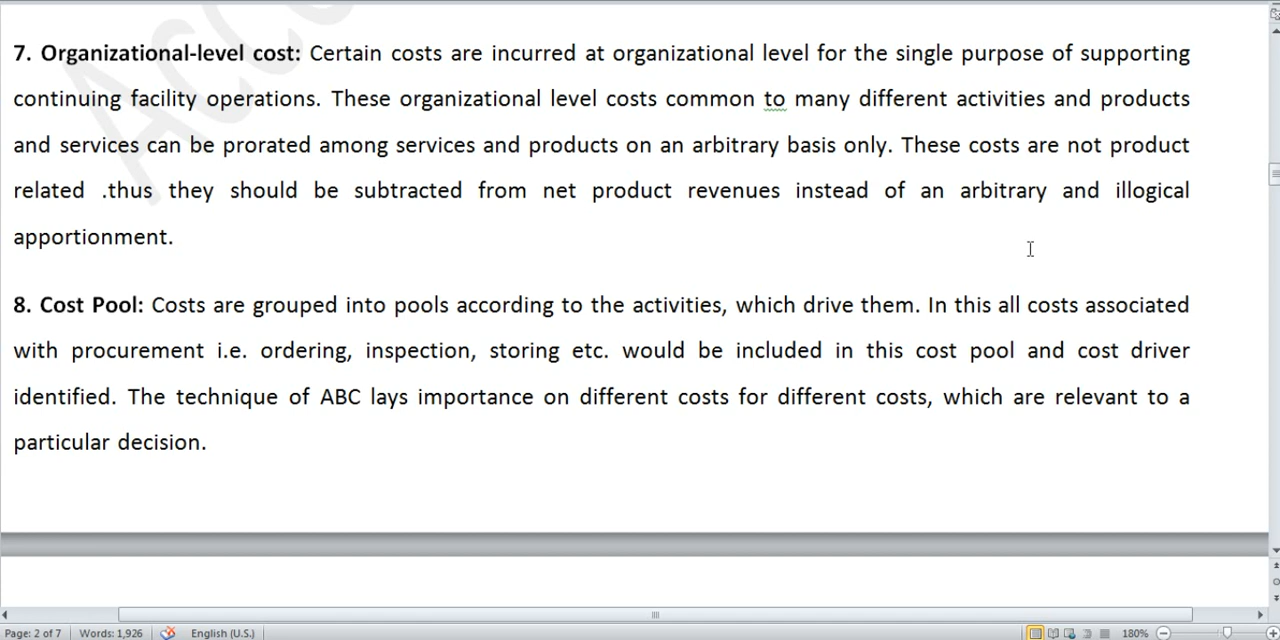 7. Organizational-level cost: Certain costs are incurred at organizational level for the single purpose of supporting
continuing facility operations. These organizational level costs common to many different activities and products
and services can be prorated among services and products on an arbitrary basis only. These costs are not product
related .thus they should be subtracted from net product revenues instead of an arbitrary and illogical
apportionment.
8. Cost Pool: Costs are grouped into pools according to the activities, which drive them. In this all costs associated
with procurement i.e. ordering, inspection, storing etc. would be included in this cost pool and cost driver
identified. The technique of ABC lays importance on different costs for different costs, which are relevant to a
particular decision.
Page: 2 of 7 Words: 1,926 English (U.S.) 180%